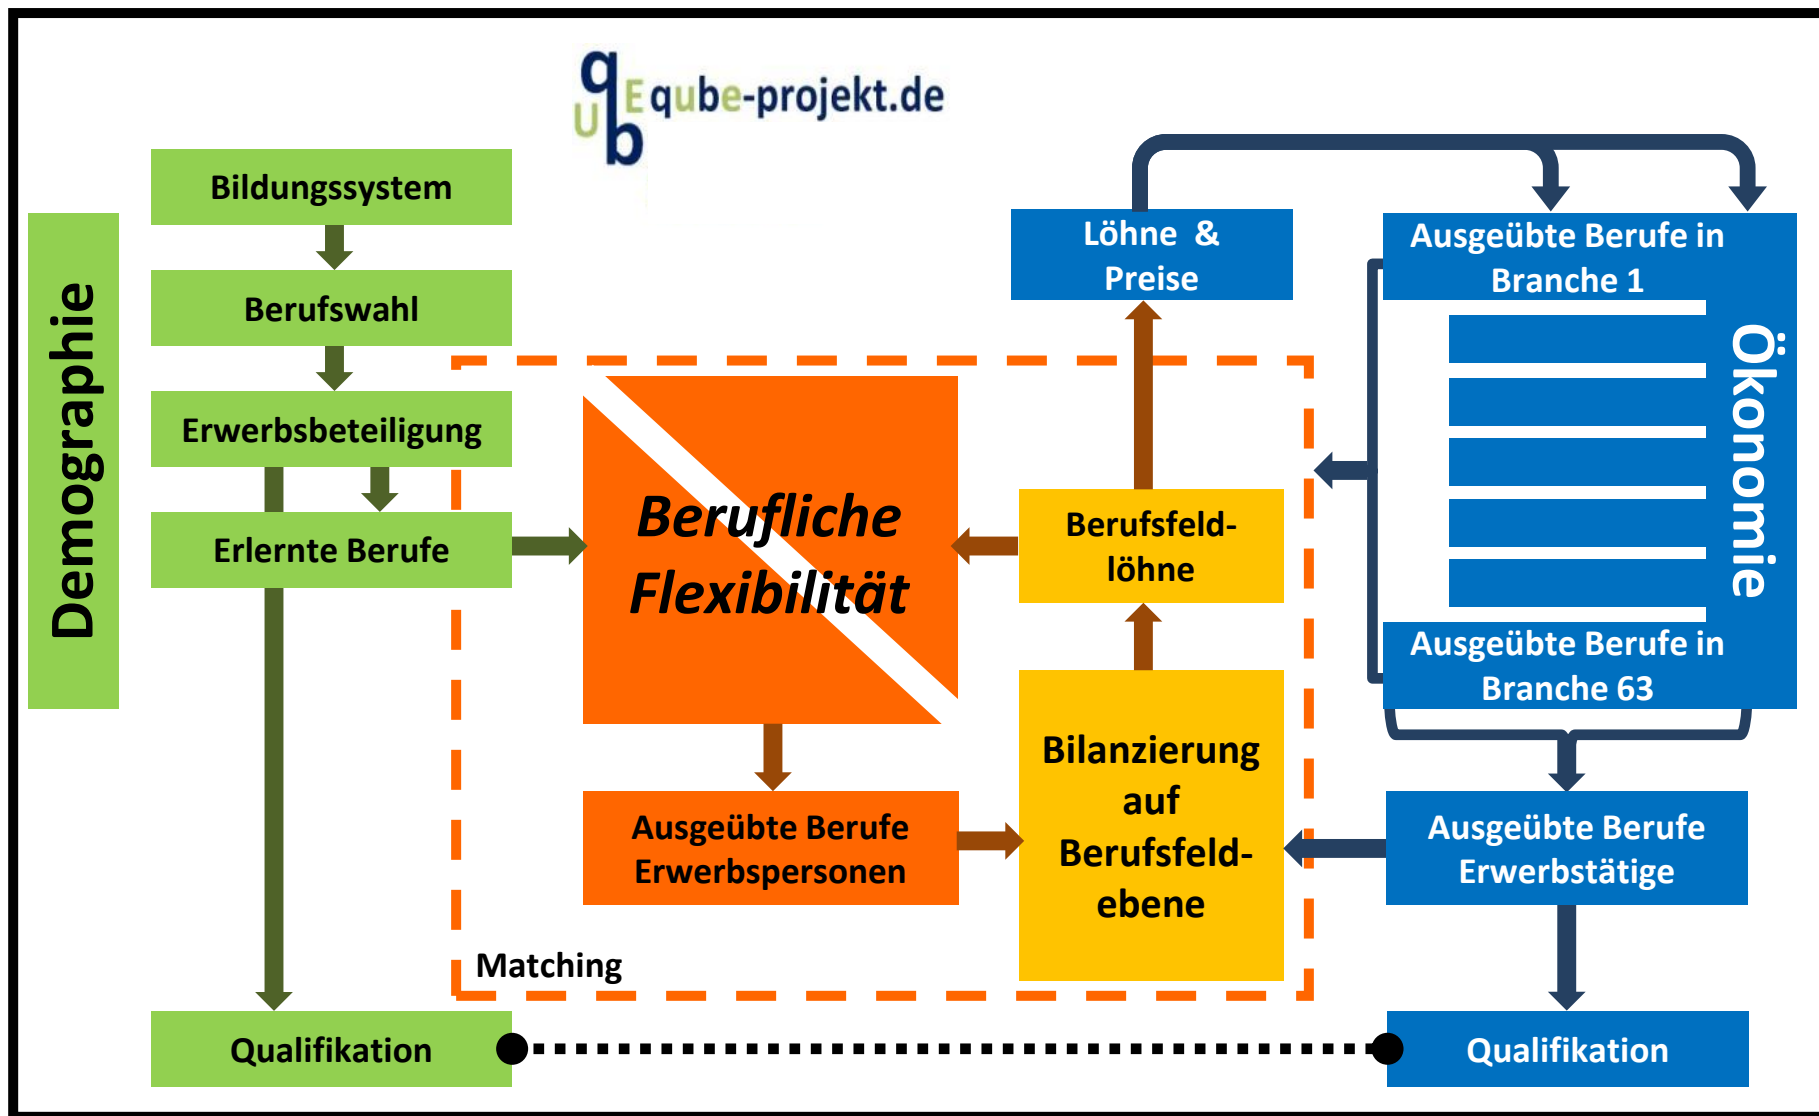 qube
qube-projekt.de
Demographie
Bildungssystem
Berufswahl
Erwerbsbeteiligung
Erlernte Berufe
Qualifikation
Berufliche
Flexibilität
Ausgeübte Berufe
Erwerbspersonen
Matching
Löhne &
Preise
Berufsfeld-
löhne
Bilanzierung
auf
Berufsfeld-
ebene
Ausgeübte Berufe in
Branche 1
Ökonomie
Ausgeübte Berufe in
Branche 63
Ausgeübte Berufe
Erwerbstätige
Qualifikation